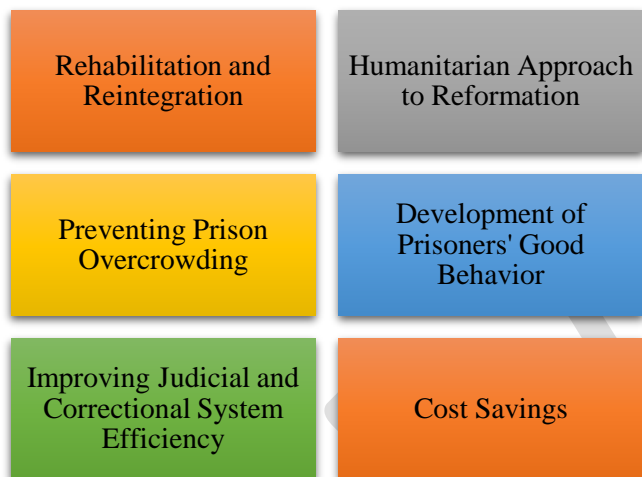 Rehabilitation and
Reintegration
Humanitarian Approach
to Reformation
Preventing Prison
Overcrowding
Development of
Prisoners' Good
Behavior
Improving Judicial and
Correctional System
Efficiency
Cost Savings